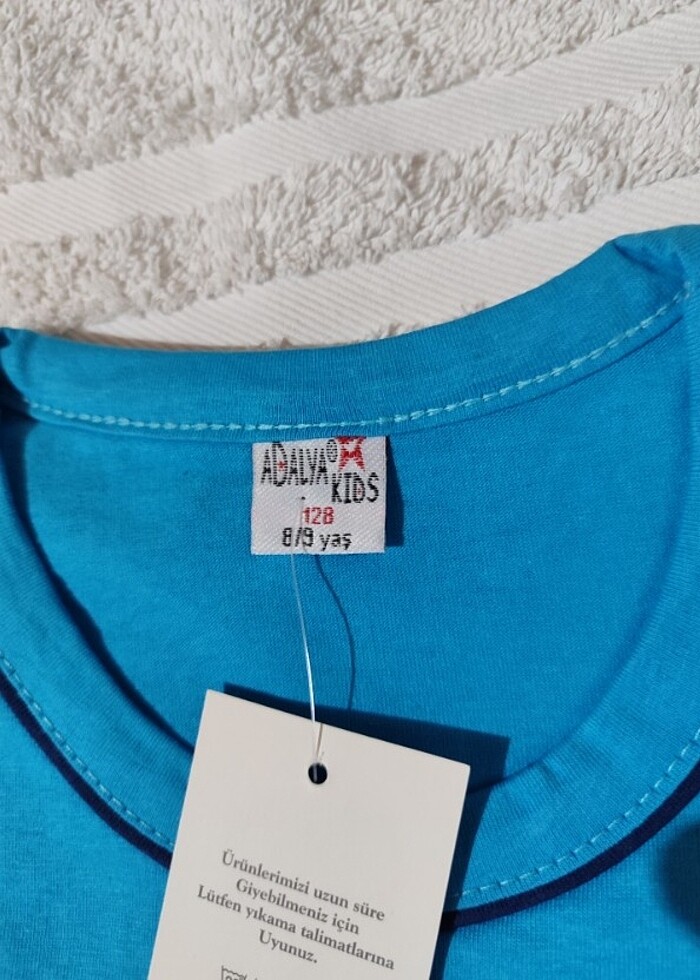 ADALYA®
KIDS
128
8/9 yaş
Ürünlerimizi uzun süre
Giyebilmeniz için
Lütfen yıkama talimatlarına
Uyunuz.